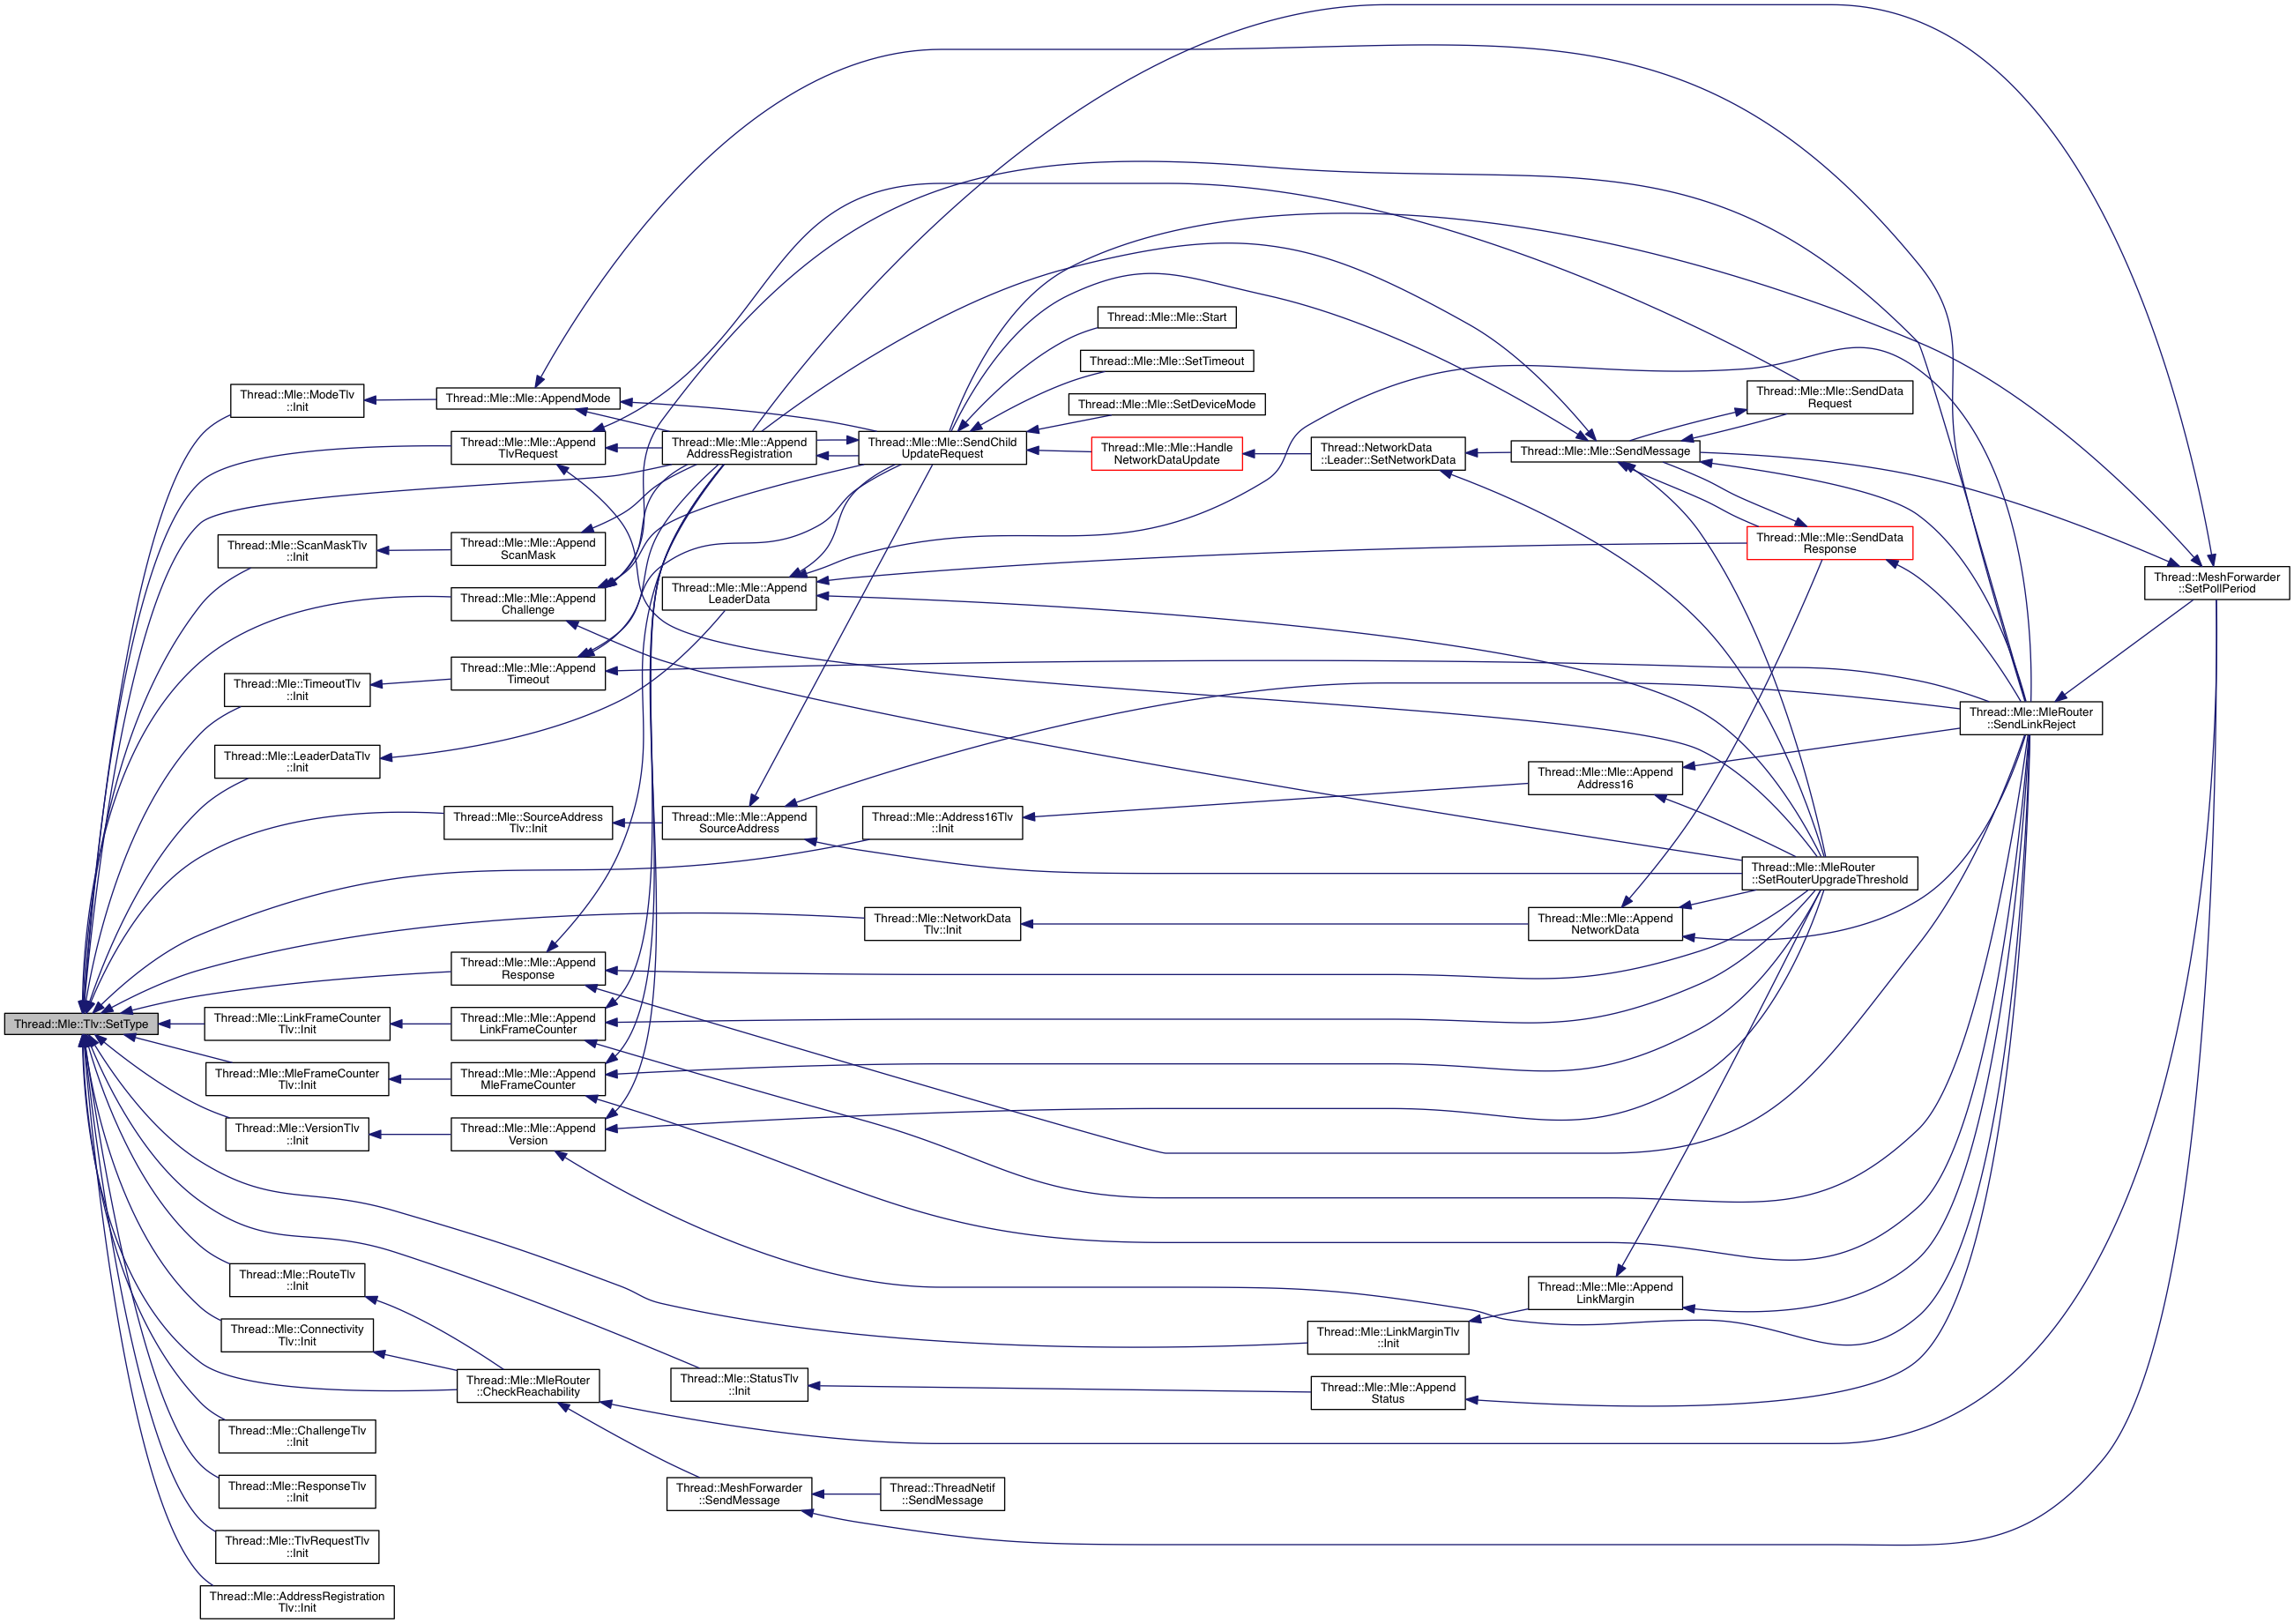 Thread::Mle::Mle::Start
Thread::Mle::Mle::SetTimeout
Thread::Mle::ModeTlv
::Init
Thread::Mle::Mle::AppendMode
Thread::Mle::Mle::SetDeviceMode
Thread::Mle::Mle::SendData
Request
Thread::Mle::Mle::Append
TlvRequest
Thread::Mle::Mle::Append
AddressRegistration
Thread::Mle::Mle::SendChild
UpdateRequest
Thread::Mle::Mle::Handle
NetworkDataUpdate
Thread::NetworkData
::Leader::SetNetworkData
Thread::Mle::Mle::SendMessage
Thread::Mle::ScanMaskTlv
::Init
Thread::Mle::Mle::Append
ScanMask
Thread::Mle::Mle::SendData
Response
Thread::MeshForwarder
::SetPollPeriod
Thread::Mle::Mle::Append
Challenge
Thread::Mle::Mle::Append
LeaderData
Thread::Mle::TimeoutTlv
::Init
Thread::Mle::Mle::Append
Timeout
Thread::Mle::MleRouter
::SendLinkReject
Thread::Mle::LeaderDataTlv
::Init
Thread::Mle::Mle::Append
Address16
Thread::Mle::SourceAddress
Tlv::Init
Thread::Mle::Mle::Append
SourceAddress
Thread::Mle::Address16Tlv
::Init
Thread::Mle::MleRouter
::SetRouterUpgradeThreshold
Thread::Mle::NetworkData
Tlv::Init
Thread::Mle::Mle::Append
NetworkData
Thread::Mle::Mle::Append
Response
Thread::Mle::Tlv::SetType
Thread::Mle::LinkFrameCounter
Tlv::Init
Thread::Mle::Mle::Append
LinkFrameCounter
Thread::Mle::MleFrameCounter
Tlv::Init
Thread::Mle::Mle::Append
MleFrameCounter
Thread::Mle::VersionTlv
::Init
Thread::Mle::Mle::Append
Version
Thread::Mle::RouteTlv
::Init
Thread::Mle::Mle::Append
LinkMargin
Thread::Mle::Connectivity
Tlv::Init
Thread::Mle::LinkMarginTlv
::Init
Thread::Mle::MleRouter
::CheckReachability
Thread::Mle::StatusTlv
::Init
Thread::Mle::Mle::Append
Status
Thread::Mle::ChallengeTlv
::Init
Thread::Mle::ResponseTlv
::Init
Thread::MeshForwarder
::SendMessage
Thread::ThreadNetif
::SendMessage
Thread::Mle::TlvRequestTlv
::Init
Thread::Mle::AddressRegistration
Tlv::Init